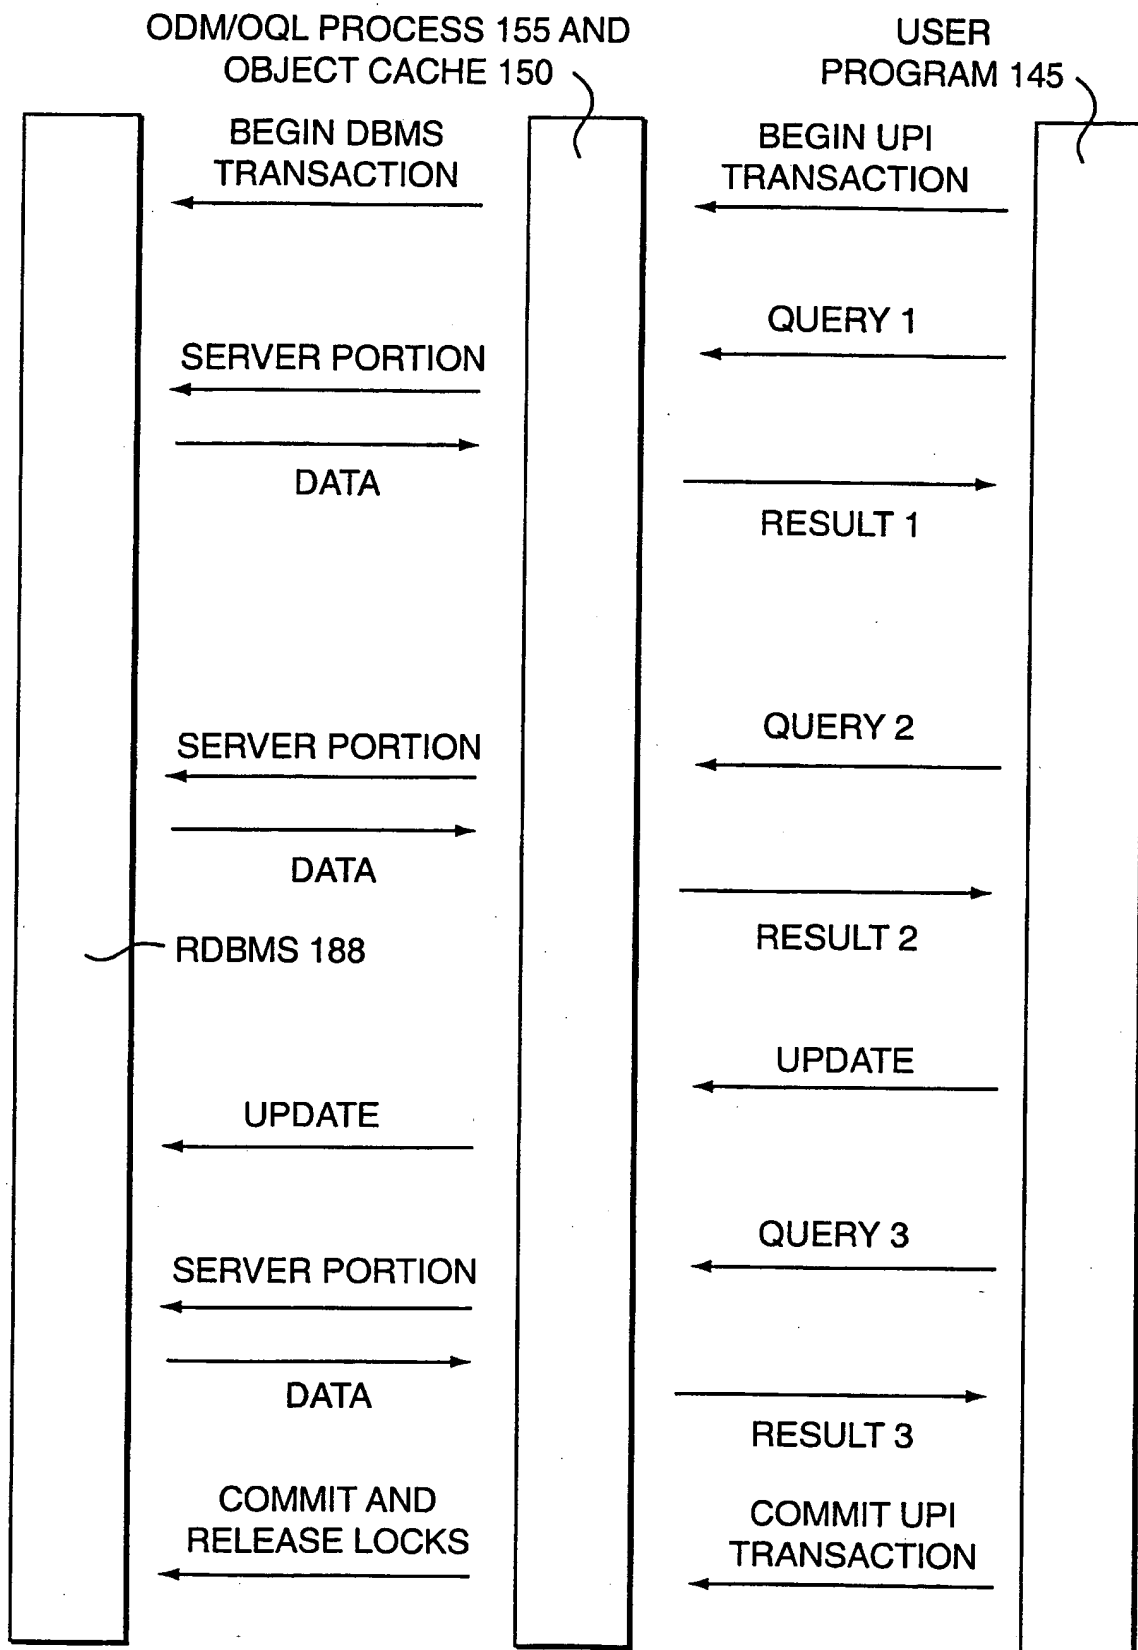 ODM/OQL PROCESS 155 AND
OBJECT CACHE 150
USER
PROGRAM 145
BEGIN DBMS
TRANSACTION
BEGIN UPI
TRANSACTION
QUERY 1
SERVER PORTION
DATA
RESULT 1
QUERY 2
SERVER PORTION
DATA
RESULT 2
RDBMS 188
UPDATE
UPDATE
QUERY 3
SERVER PORTION
DATA
RESULT 3
COMMIT AND
RELEASE LOCKS
COMMIT UPI
TRANSACTION